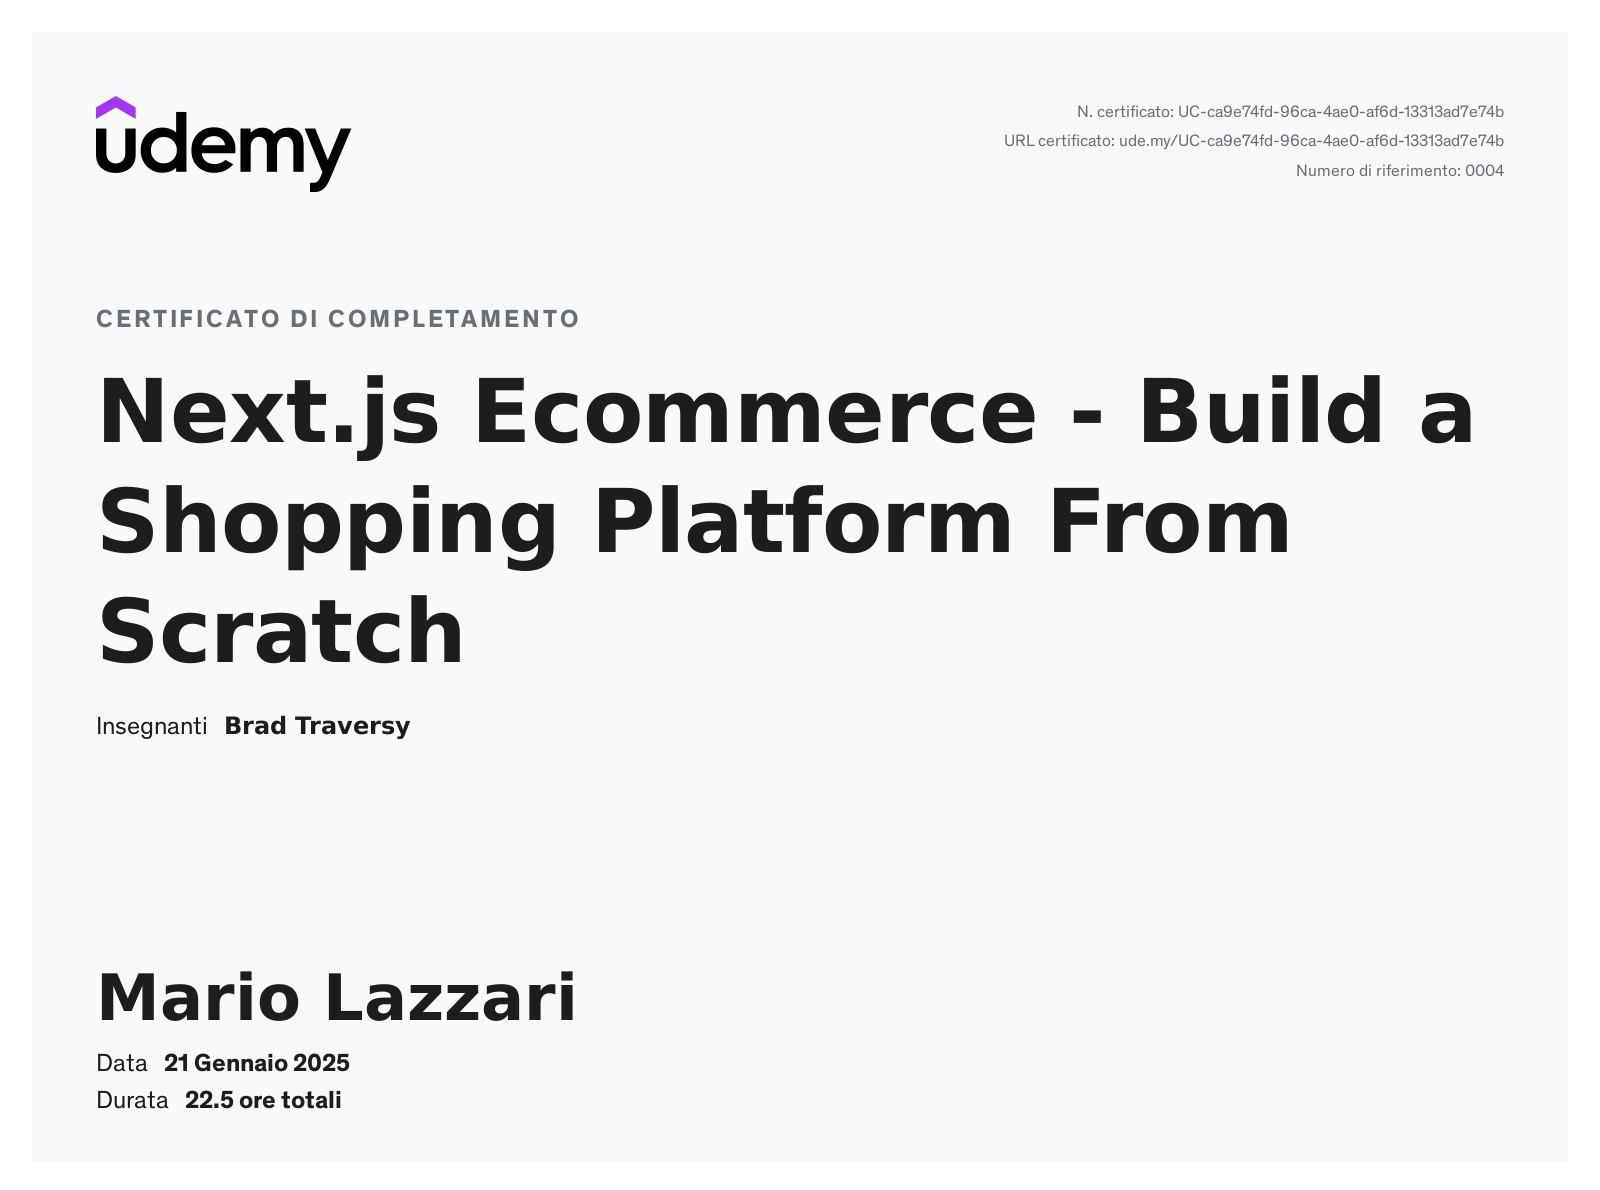 udemy
N. certificato: UC-ca9e74fd-96ca-4ae0-af6d-13313ad7e74b
URL certificato: ude.my/UC-ca9e74fd-96ca-4ae0-af6d-13313ad7e74b
Numero di riferimento: 0004
CERTIFICATO DI COMPLETAMENTO
Next.js Ecommerce - Build a
Shopping Platform From
Scratch
Insegnanti Brad Traversy
Mario Lazzari
Data 21 Gennaio 2025
Durata 22.5 ore totali